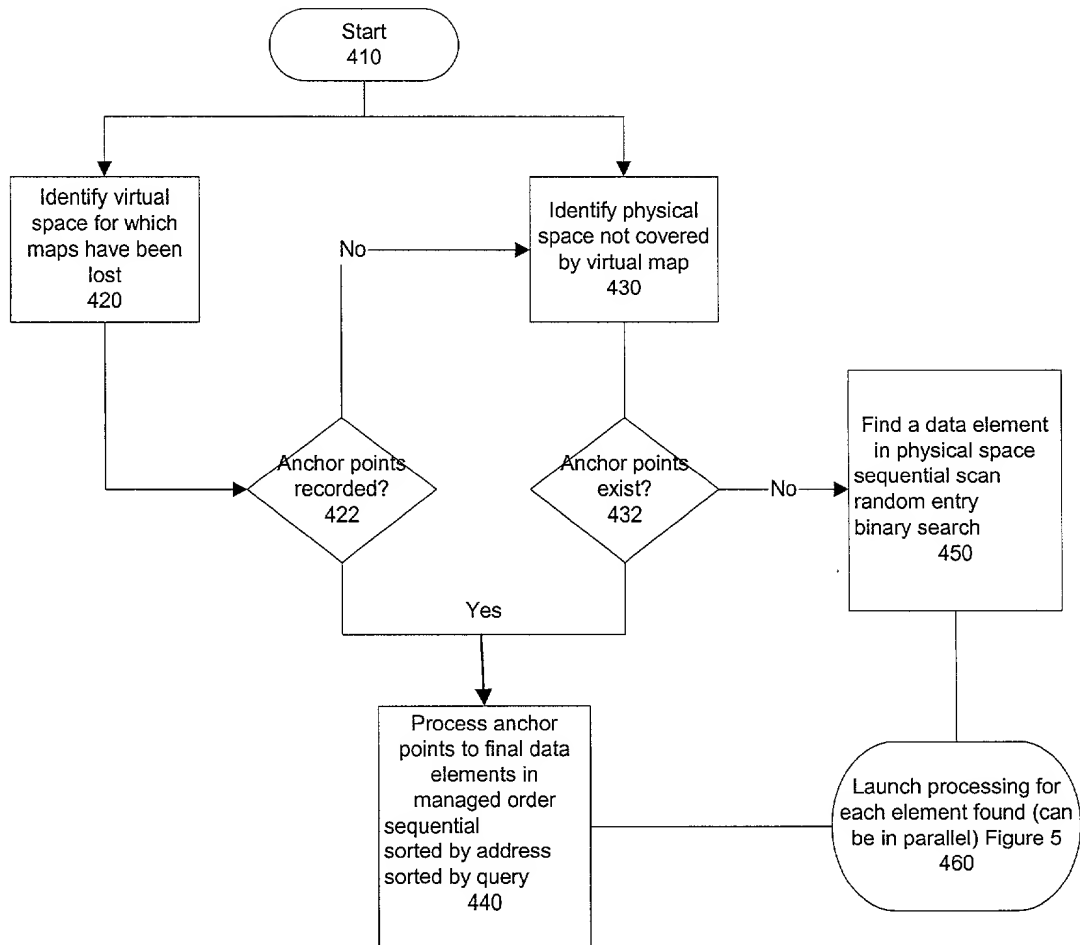 Start
410
Identify virtual
space for which
maps have been
lost
420
Identify physical
space not covered
by virtual map
430
No
Anchor points
recorded?
422
Anchor points
exist?
432
No
Find a data element
in physical space
sequential scan
random entry
binary search
450
Yes
Process anchor
points to final data
elements in
managed order
sequential
sorted by address
sorted by query
440
Launch processing for
each element found (can
be in parallel) Figure 5
460